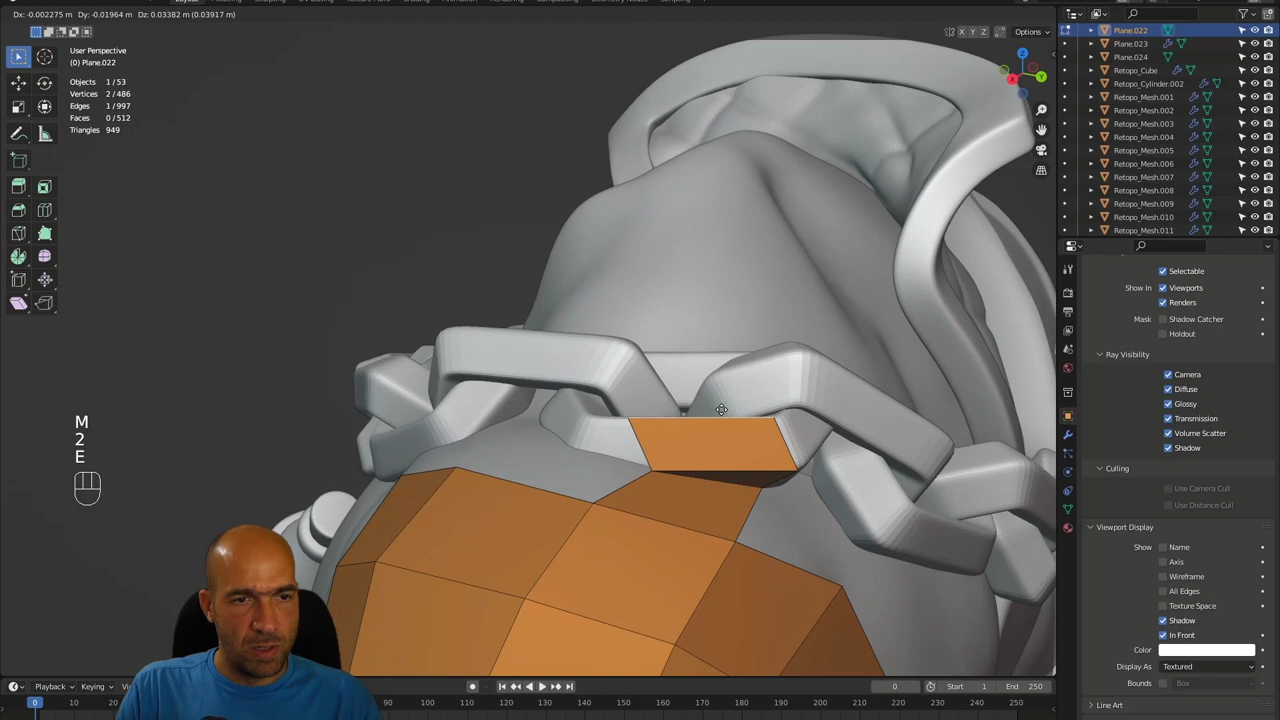 Dx: -0.002275 m  Dy: -0.01964 m  Dz: 0.03382 m (0.03917 m)
X Y Z
Options
User Perspective
(0) Plane.022
Objects 1 / 53
Vertices 2 / 486
Edges 1 / 997
Faces 0 / 512
Triangles 949
M
2
E
Plane.022
Plane.023
Plane.024
Retopo_Cube
Retopo_Cylinder.002
Retopo_Mesh.001
Retopo_Mesh.002
Retopo_Mesh.003
Retopo_Mesh.004
Retopo_Mesh.005
Retopo_Mesh.006
Retopo_Mesh.007
Retopo_Mesh.008
Retopo_Mesh.009
Retopo_Mesh.010
Retopo_Mesh.011
Selectable
Show In Viewports
Renders
Mask Shadow Catcher
Holdout
Ray Visibility
Camera
Diffuse
Glossy
Transmission
Volume Scatter
Shadow
Culling
Use Camera Cull
Use Distance Cull
Viewport Display
Show Name
Axis
Wireframe
All Edges
Texture Space
Shadow
In Front
Color
Display As Textured
Bounds Box
Line Art
Playback Keying
0 Start 1 End 250
0 10 90 100 110 120 130 140 150 160 170 180 190 200 210 220 230 240 250